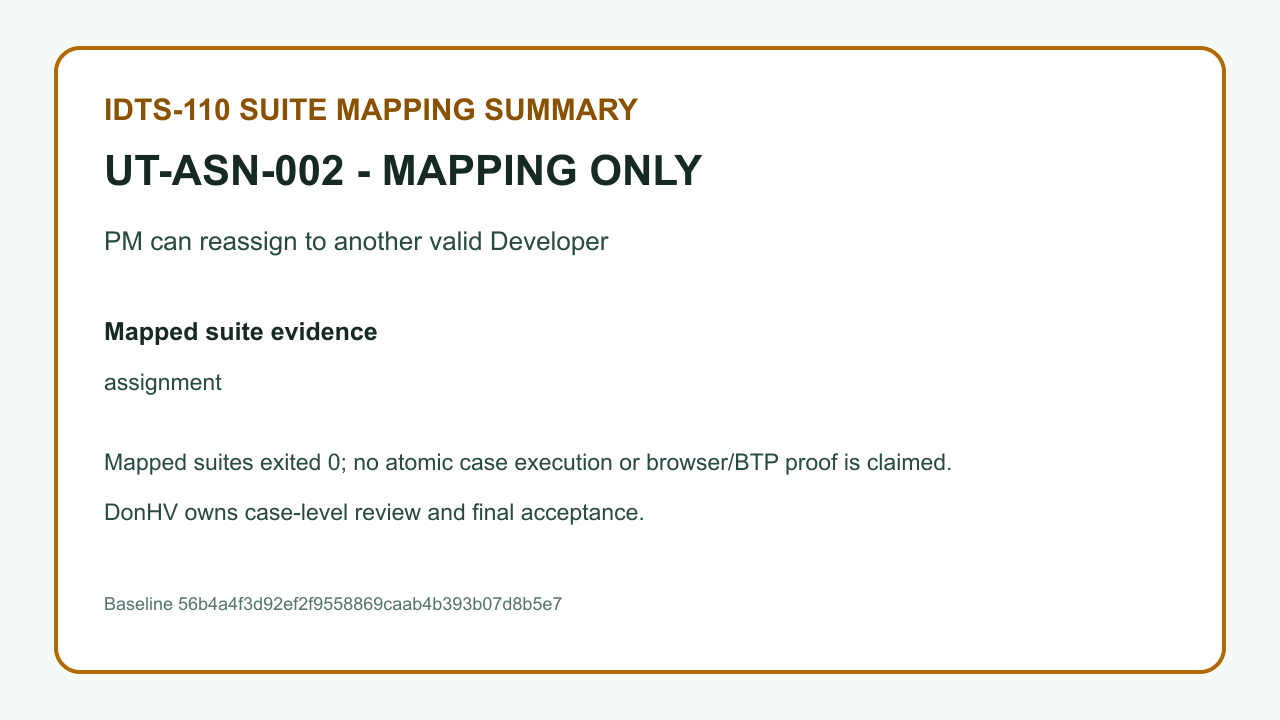 IDTS-110 SUITE MAPPING SUMMARY
UT-ASN-002 - MAPPING ONLY
PM can reassign to another valid Developer
Mapped suite evidence
assignment
Mapped suites exited 0; no atomic case execution or browser/BTP proof is claimed.
DonHV owns case-level review and final acceptance.
Baseline 56b4a4f3d92ef2f9558869caab4b393b07d8b5e7